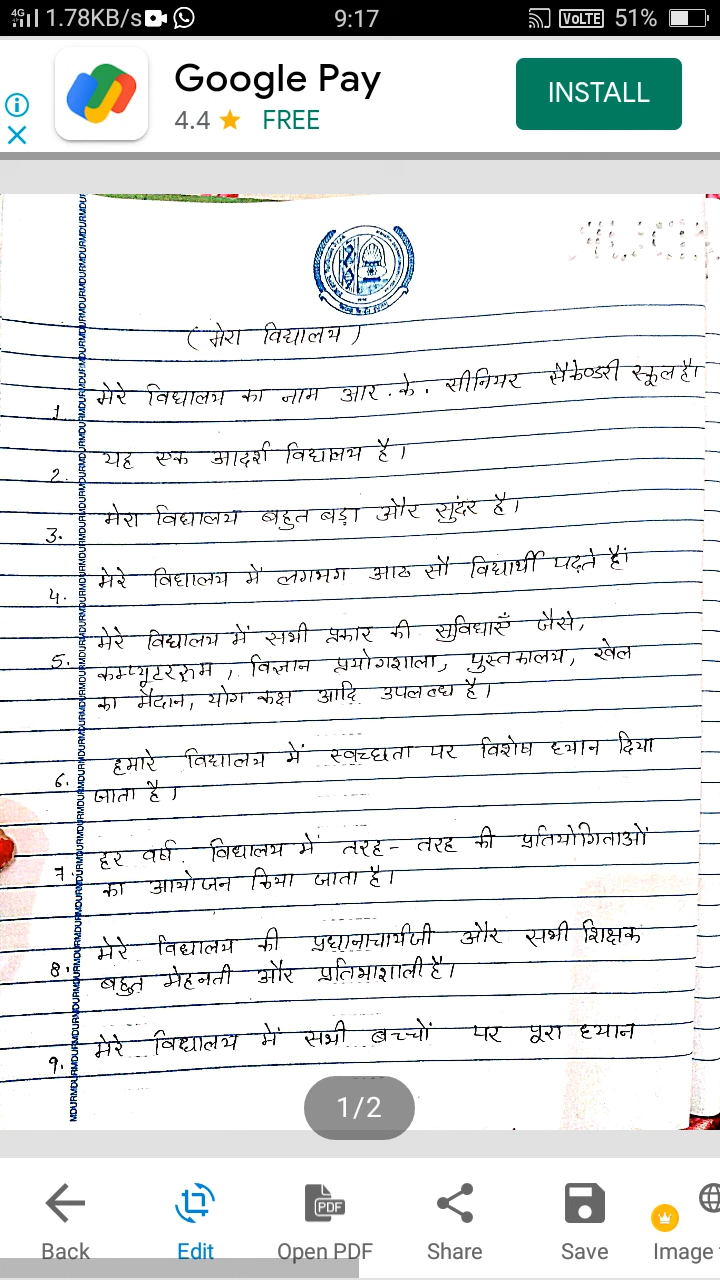 4G 1.78KB/s 9:17 VoLTE 51%
Google Pay
4.4 FREE
INSTALL
(मेरा विद्यालय)
1. मेरे विद्यालय का नाम आर. के. सीनियर सैकेण्डरी स्कूल है।
2. यह एक आदर्श विद्यालय है।
3. मेरा विद्यालय बहुत बड़ा और सुंदर है।
4. मेरे विद्यालय में लगभग आठ सौ विद्यार्थी पढ़ते हैं।
5. मेरे विद्यालय में सभी प्रकार की सुविधाएँ जैसे,
कम्प्यूटररूम, विज्ञान प्रयोगशाला, पुस्तकालय, खेल
का मैदान, योग कक्ष आदि उपलब्ध है।
6. हमारे विद्यालय में स्वच्छता पर विशेष ध्यान दिया
जाता है।
7. हर वर्ष. विद्यालय में तरह-तरह की प्रतियोगिताओं
का आयोजन किया जाता है।
8. मेरे विद्यालय की प्रधानाचार्यजी और सभी शिक्षक
बहुत मेहनती और प्रतिभाशाली है।
9. मेरे विद्यालय में सभी बच्चों पर पूरा ध्यान
1/2
Back Edit Open PDF Share Save Image